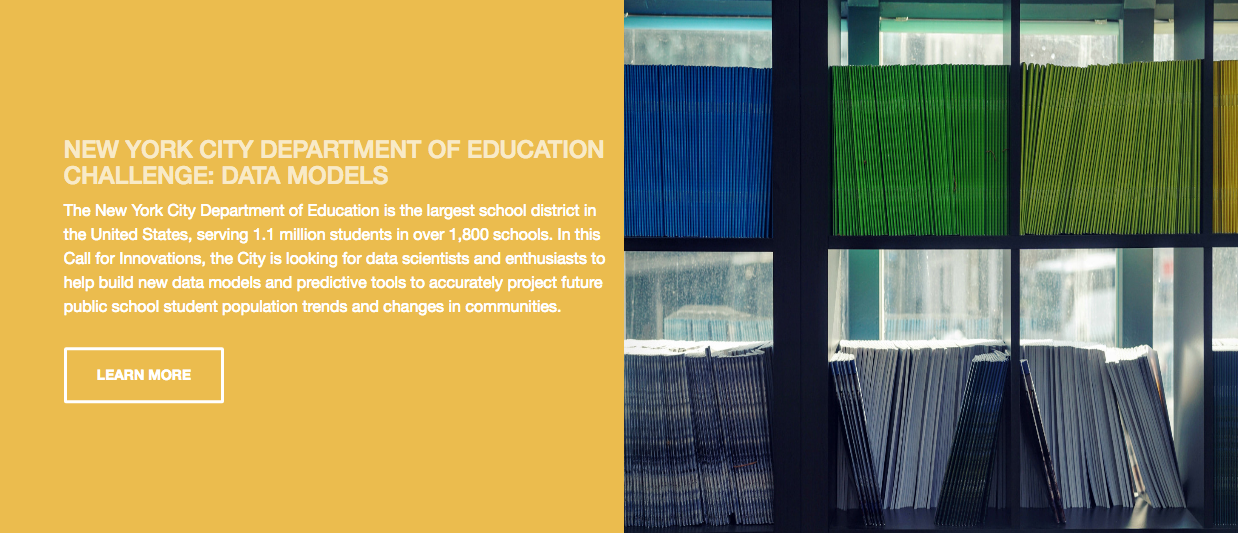 NEW YORK CITY DEPARTMENT OF EDUCATION
CHALLENGE: DATA MODELS
The New York City Department of Education is the largest school district in
the United States, serving 1.1 million students in over 1,800 schools. In this
Call for Innovations, the City is looking for data scientists and enthusiasts to
help build new data models and predictive tools to accurately project future
public school student population trends and changes in communities.
LEARN MORE